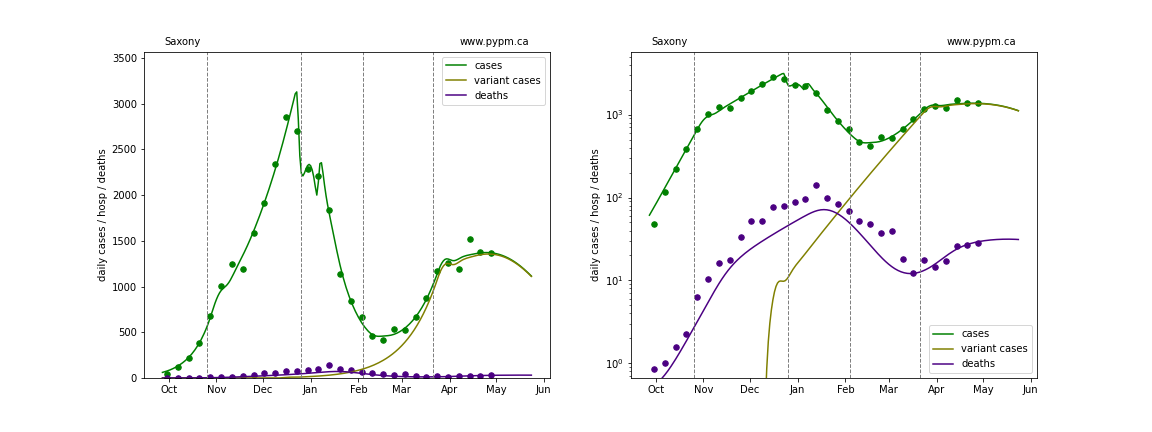 Saxony
www.pypm.ca
3500
3000
2500
2000
1500
1000
500
0
daily cases / hosp / deaths
cases
variant cases
deaths
Oct Nov Dec Jan Feb Mar Apr May Jun
Saxony
www.pypm.ca
10³
10²
10¹
10⁰
daily cases / hosp / deaths
cases
variant cases
deaths
Oct Nov Dec Jan Feb Mar Apr May Jun